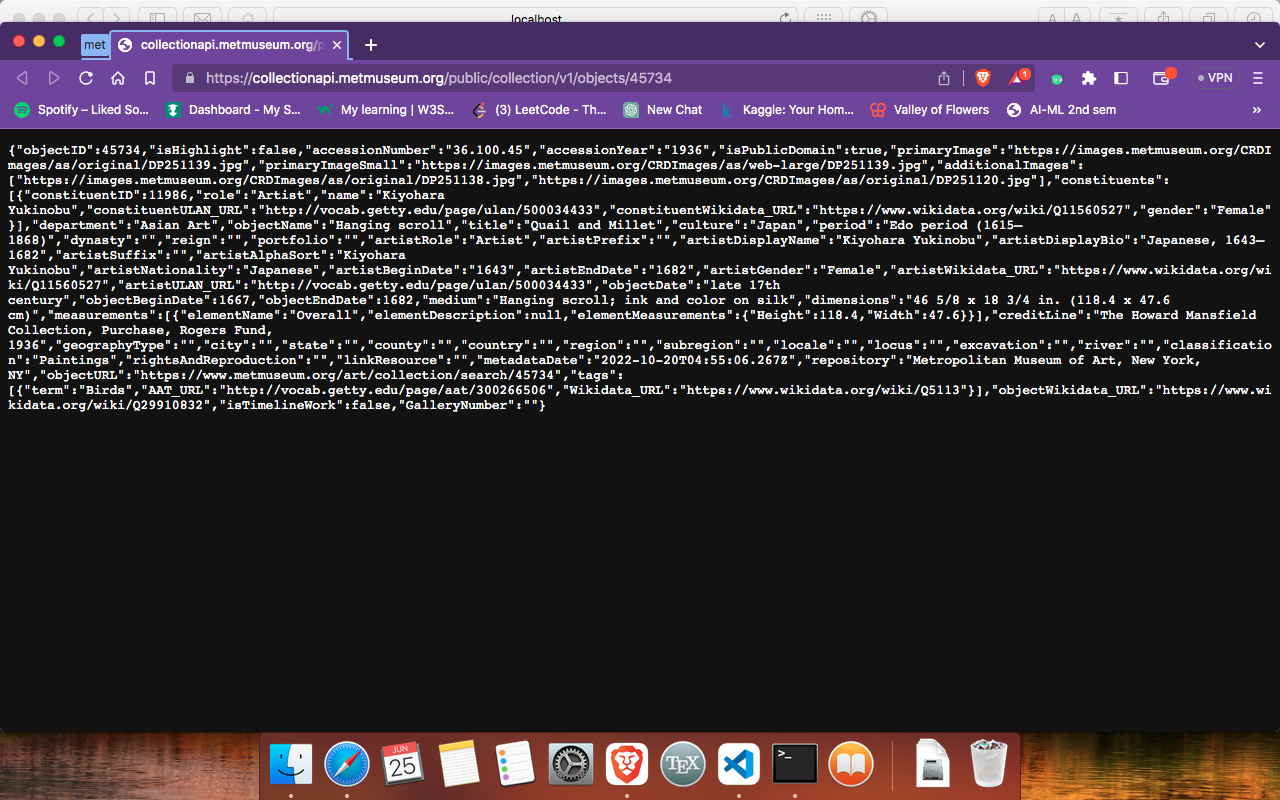 localhost
A A
met
collectionapi.metmuseum.org/p
https://collectionapi.metmuseum.org/public/collection/v1/objects/45734
1
VPN
Spotify – Liked So...
Dashboard - My S...
My learning | W3S...
(3) LeetCode - Th...
New Chat
k Kaggle: Your Hom...
Valley of Flowers
AI-ML 2nd sem
»
{"objectID":45734,"isHighlight":false,"accessionNumber":"36.100.45","accessionYear":"1936","isPublicDomain":true,"primaryImage":"https://images.metmuseum.org/CRDI
mages/as/original/DP251139.jpg","primaryImageSmall":"https://images.metmuseum.org/CRDImages/as/web-large/DP251139.jpg","additionalImages":
["https://images.metmuseum.org/CRDImages/as/original/DP251138.jpg","https://images.metmuseum.org/CRDImages/as/original/DP251120.jpg"],"constituents":
[{"constituentID":11986,"role":"Artist","name":"Kiyohara
Yukinobu","constituentULAN_URL":"http://vocab.getty.edu/page/ulan/500034433","constituentWikidata_URL":"https://www.wikidata.org/wiki/Q11560527","gender":"Female"
}],"department":"Asian Art","objectName":"Hanging scroll","title":"Quail and Millet","culture":"Japan","period":"Edo period (1615–
1868)","dynasty":"","reign":"","portfolio":"","artistRole":"Artist","artistPrefix":"","artistDisplayName":"Kiyohara Yukinobu","artistDisplayBio":"Japanese, 1643–
1682","artistSuffix":"","artistAlphaSort":"Kiyohara
Yukinobu","artistNationality":"Japanese","artistBeginDate":"1643","artistEndDate":"1682","artistGender":"Female","artistWikidata_URL":"https://www.wikidata.org/wi
ki/Q11560527","artistULAN_URL":"http://vocab.getty.edu/page/ulan/500034433","objectDate":"late 17th
century","objectBeginDate":1667,"objectEndDate":1682,"medium":"Hanging scroll; ink and color on silk","dimensions":"46 5/8 x 18 3/4 in. (118.4 x 47.6
cm)","measurements":[{"elementName":"Overall","elementDescription":null,"elementMeasurements":{"Height":118.4,"Width":47.6}}],"creditLine":"The Howard Mansfield
Collection, Purchase, Rogers Fund,
1936","geographyType":"","city":"","state":"","county":"","country":"","region":"","subregion":"","locale":"","locus":"","excavation":"","river":"","classificatio
n":"Paintings","rightsAndReproduction":"","linkResource":"","metadataDate":"2022-10-20T04:55:06.267Z","repository":"Metropolitan Museum of Art, New York,
NY","objectURL":"https://www.metmuseum.org/art/collection/search/45734","tags":
[{"term":"Birds","AAT_URL":"http://vocab.getty.edu/page/aat/300266506","Wikidata_URL":"https://www.wikidata.org/wiki/Q5113"}],"objectWikidata_URL":"https://www.wi
kidata.org/wiki/Q29910832","isTimelineWork":false,"GalleryNumber":""}
JUN
25
TEX
>_